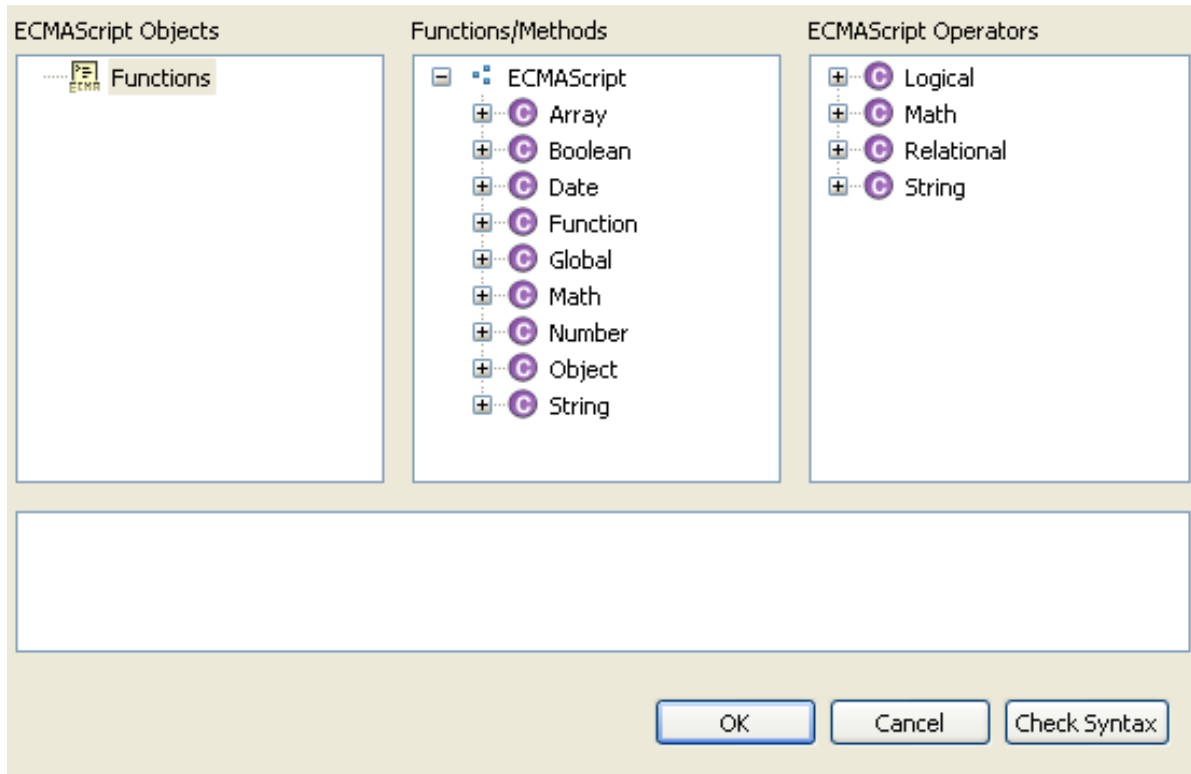 ECMAScript Objects
Functions
Functions/Methods
ECMAScript
Array
Boolean
Date
Function
Global
Math
Number
Object
String
ECMAScript Operators
Logical
Math
Relational
String
OK
Cancel
Check Syntax